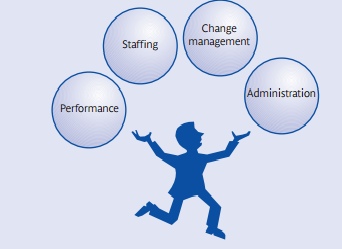 Performance
Staffing
Change
management
Administration